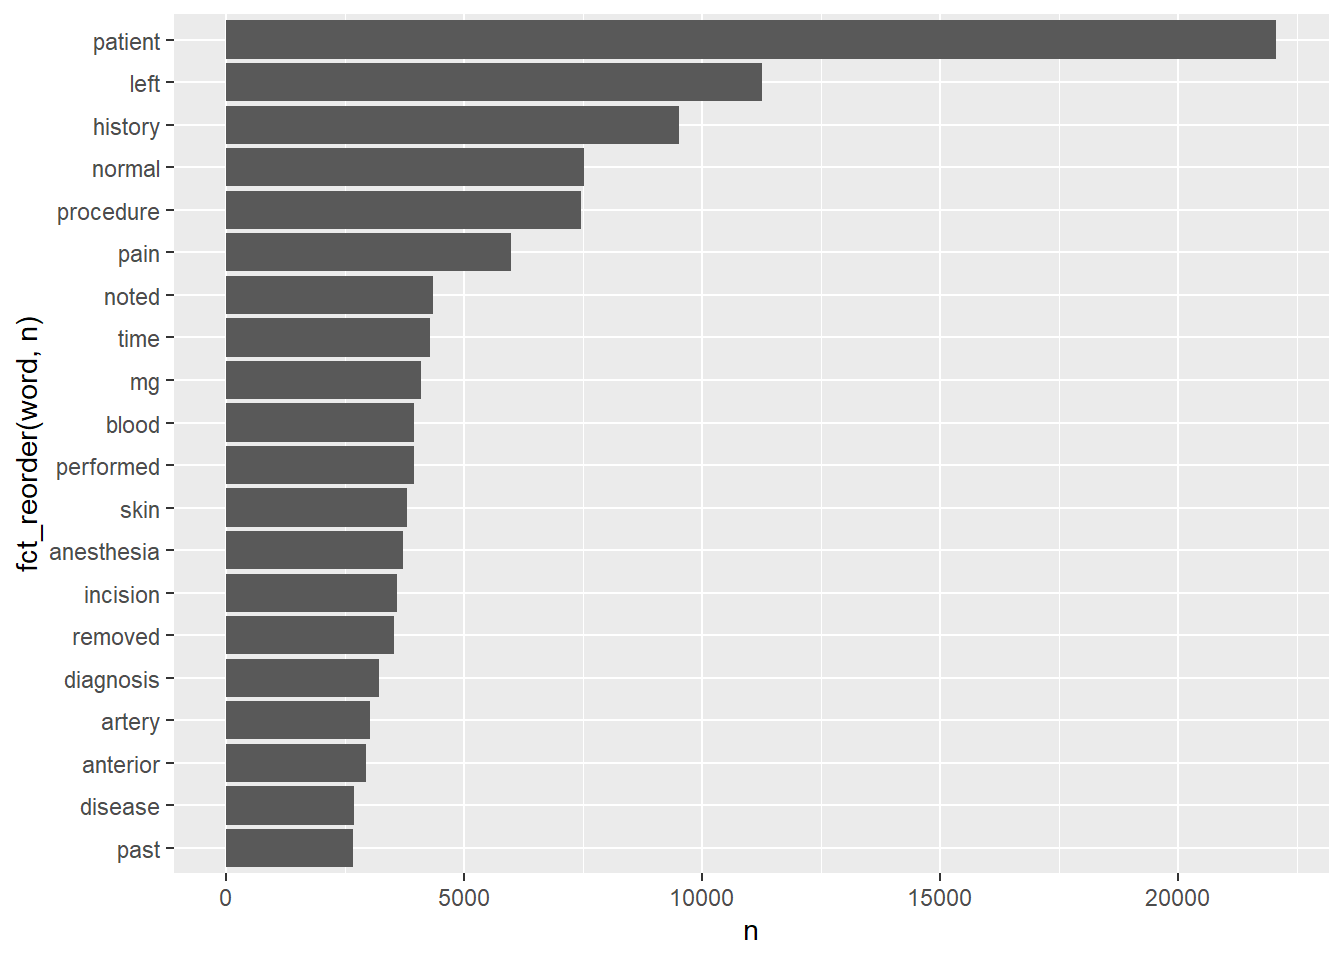 patient
left
history
normal
procedure
pain
noted
time
mg
blood
performed
skin
anesthesia
incision
removed
diagnosis
artery
anterior
disease
past
fct_reorder(word, n)
0 5000 10000 15000 20000
n